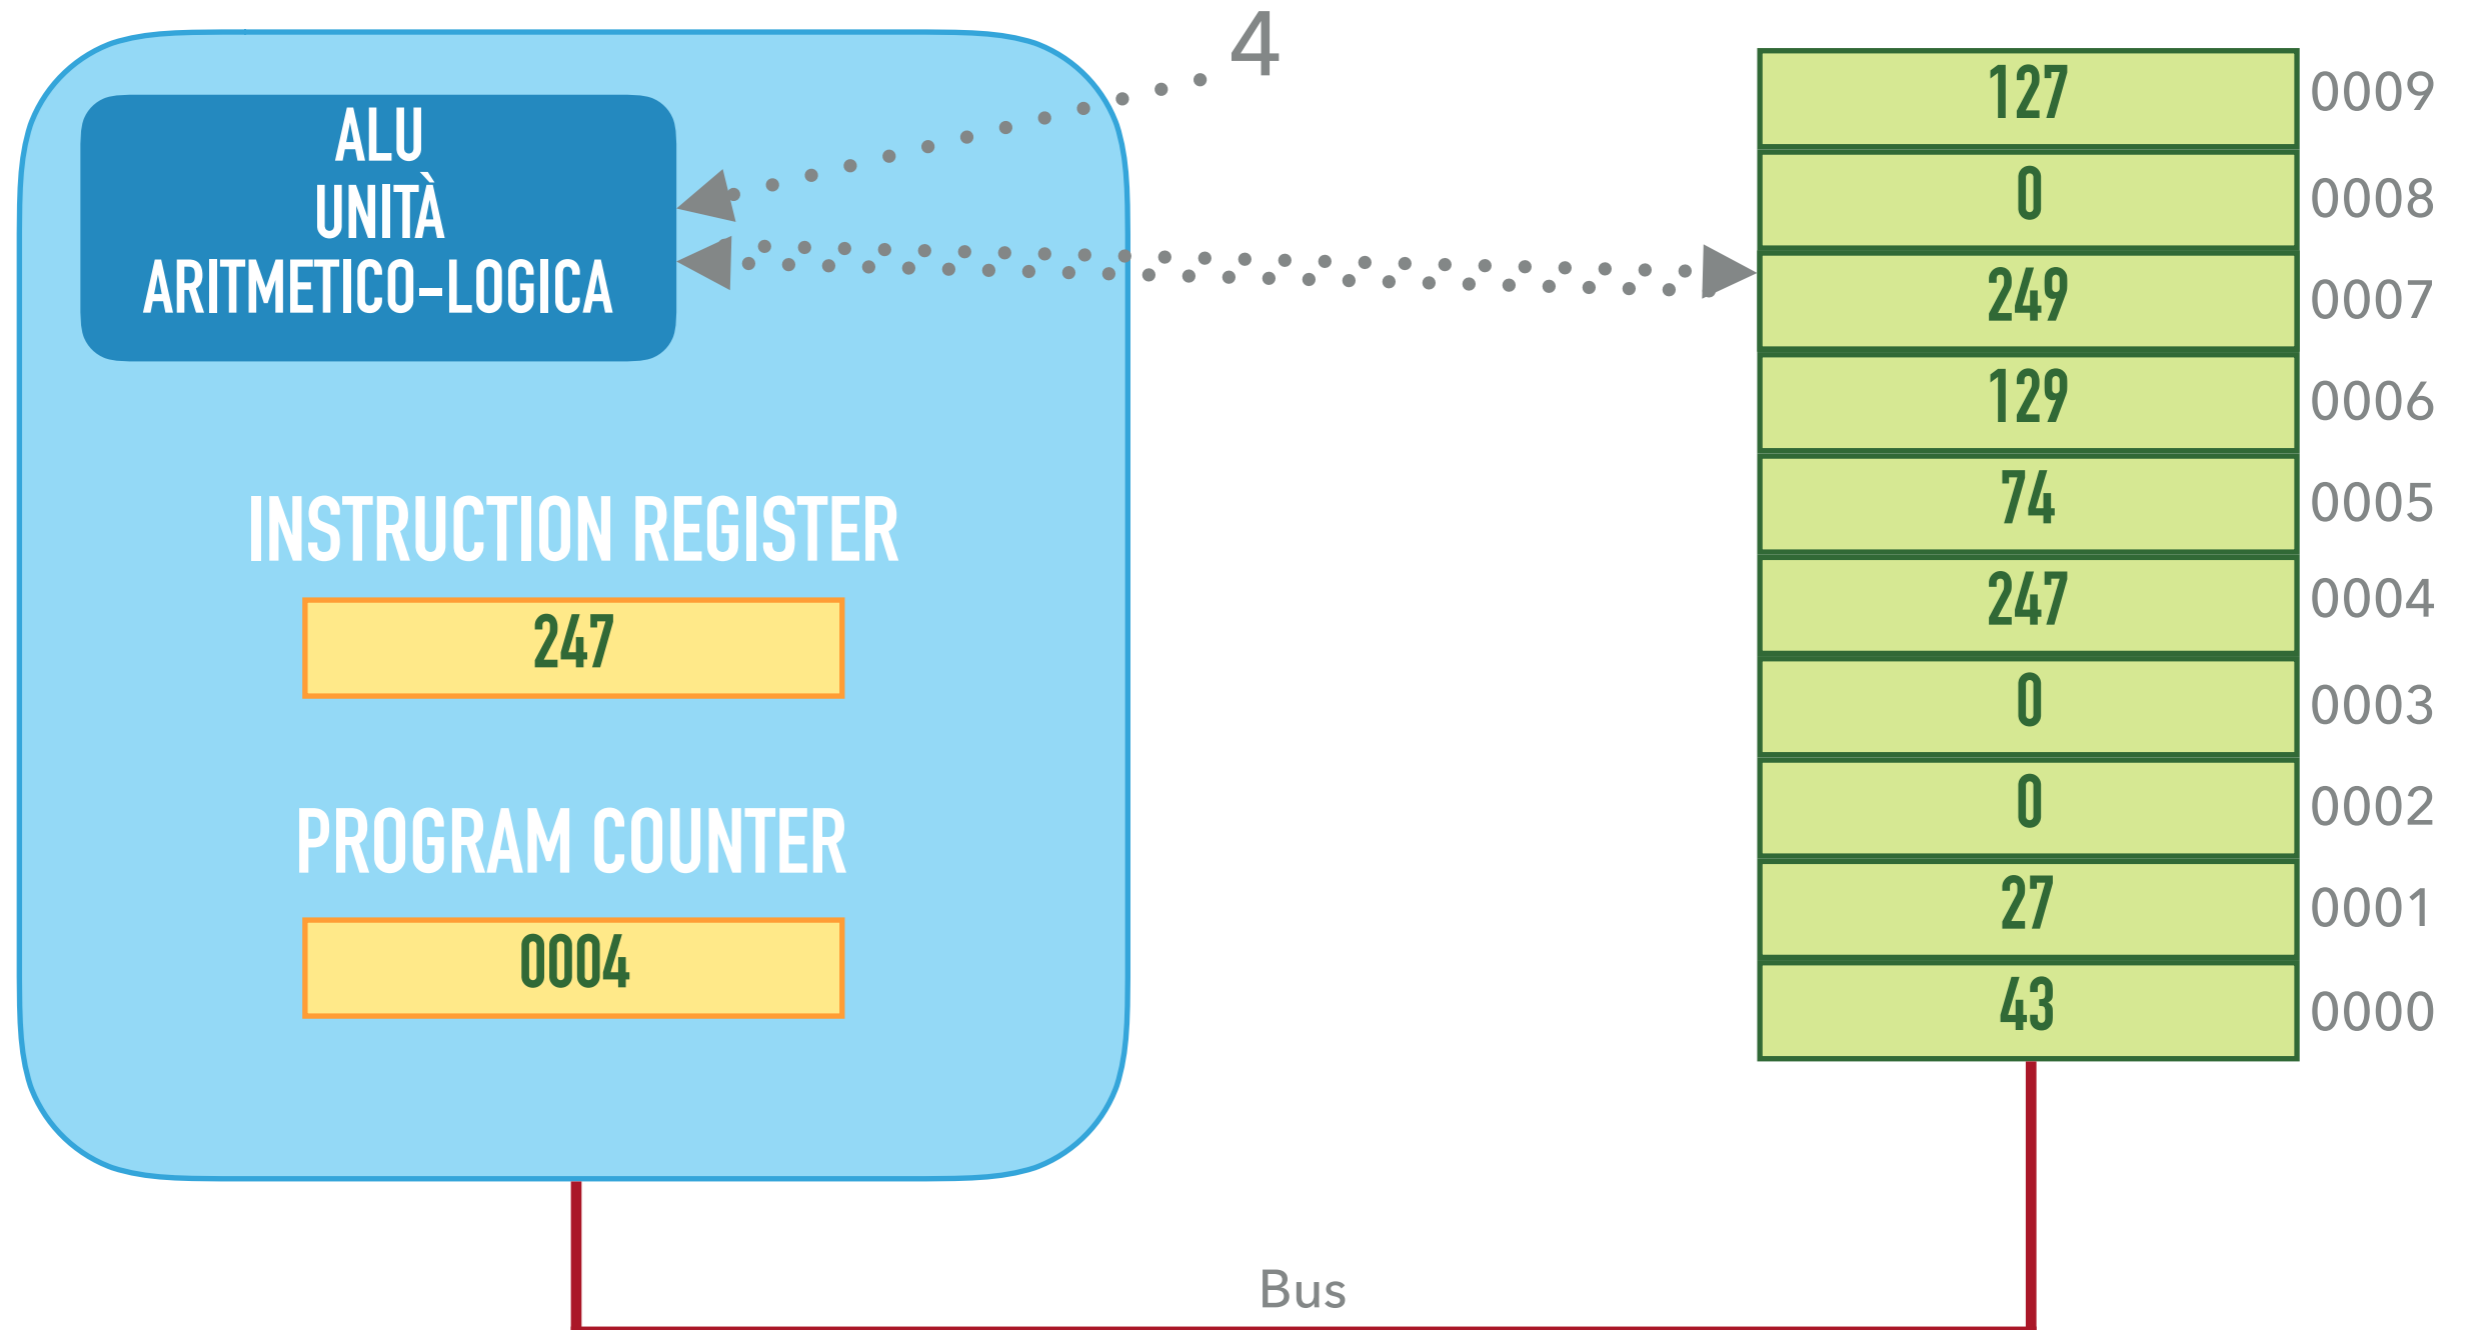 4
ALU
UNITÀ
ARITMETICO-LOGICA
INSTRUCTION REGISTER
247
PROGRAM COUNTER
0004
127 0009
0 0008
249 0007
129 0006
74 0005
247 0004
0 0003
0 0002
27 0001
43 0000
Bus